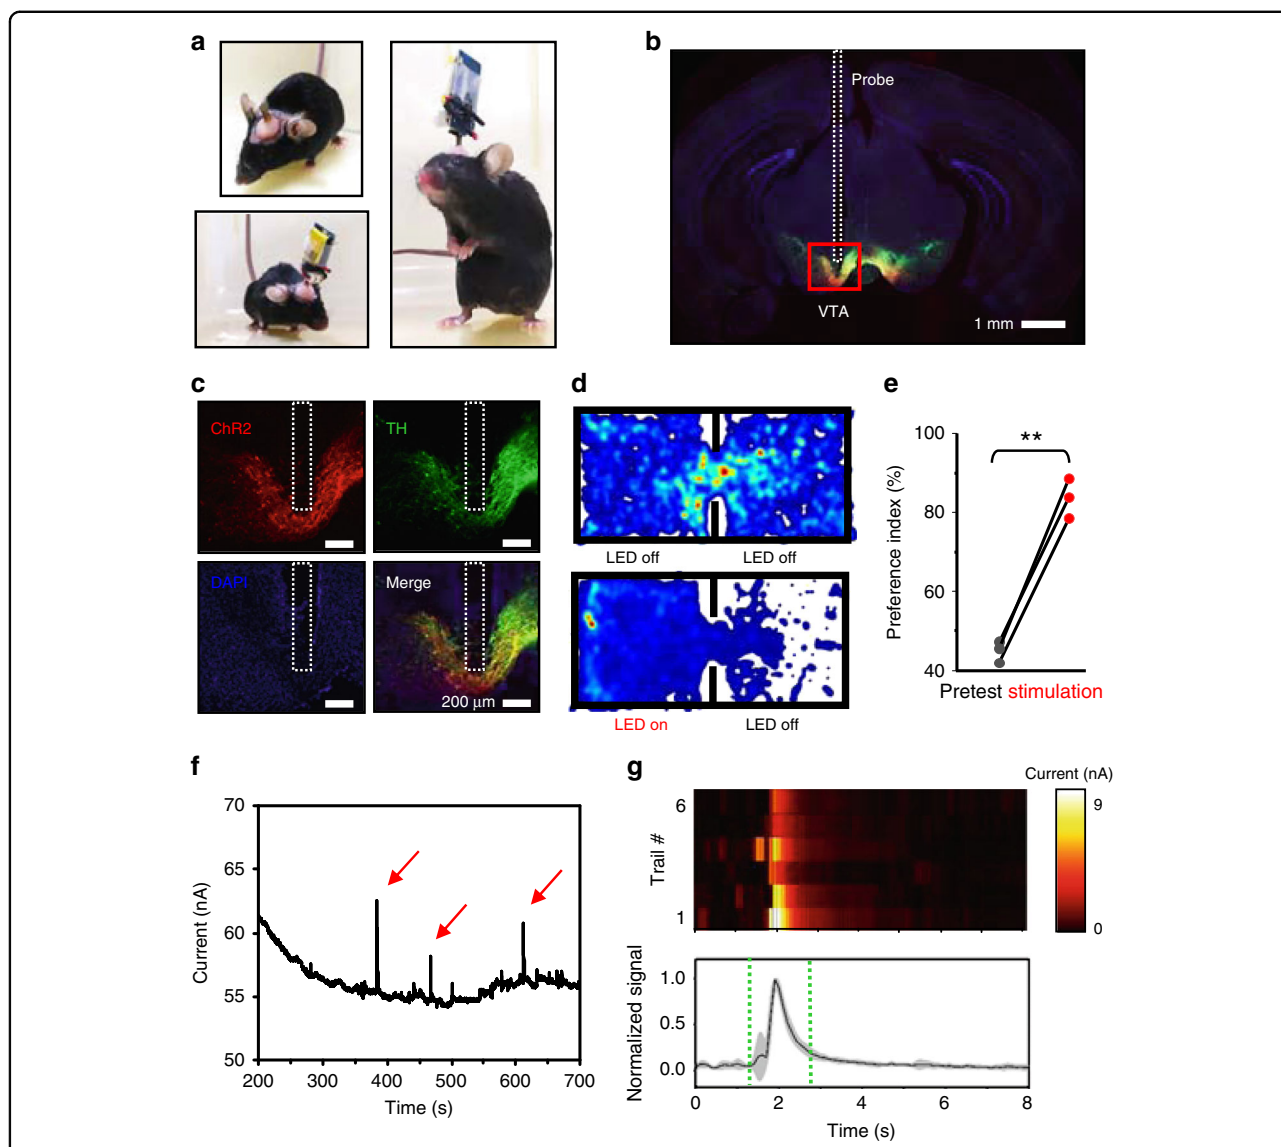 a
b
Probe
VTA
1 mm
c
ChR2
TH
DAPI
Merge
200 μm
d
LED off LED off
LED on LED off
e
Preference index (%)
100
80
60
40
**
Pretest stimulation
f
Current (nA)
70
65
60
55
50
200 300 400 500 600 700
Time (s)
g
Current (nA)
9
0
Trail #
6
1
Normalized signal
1.0
0.5
0.0
0 2 4 6 8
Time (s)